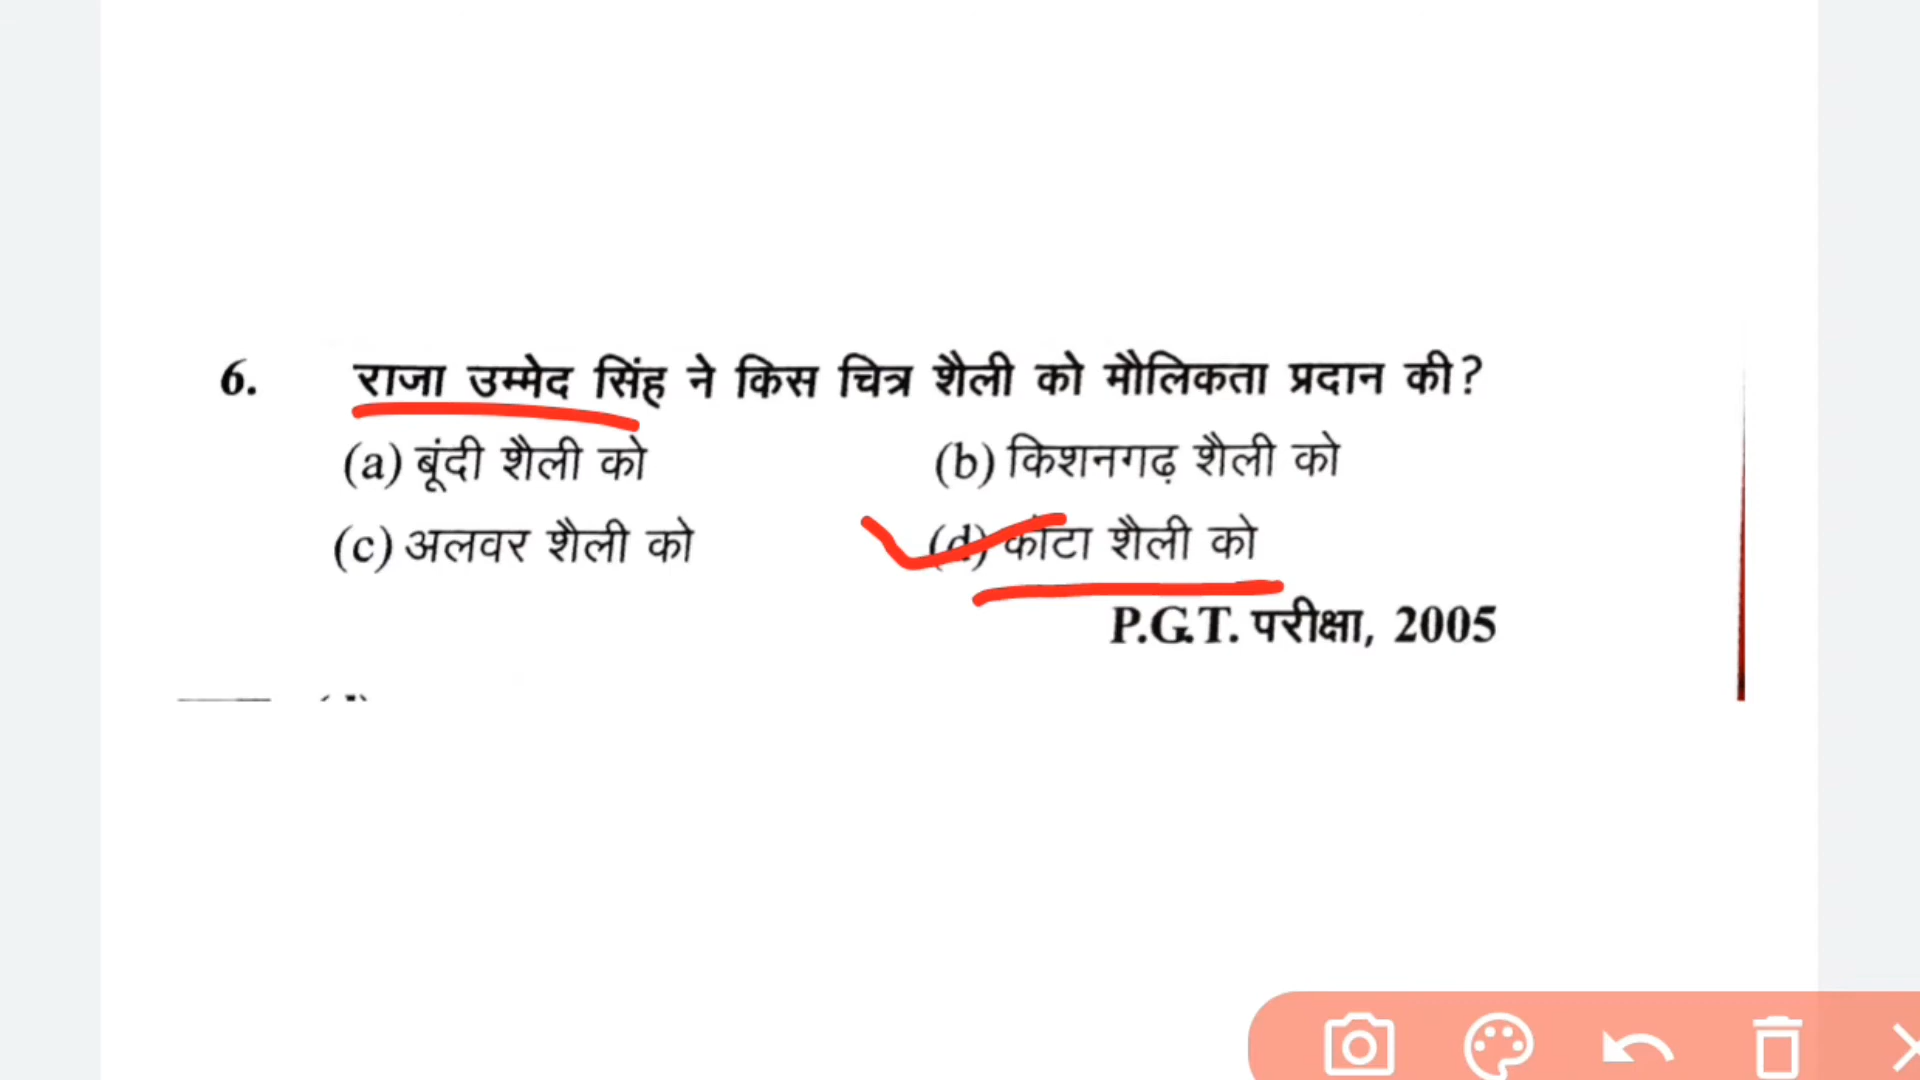 6. राजा उम्मेद सिंह ने किस चित्र शैली को मौलिकता प्रदान की?
(a) बूंदी शैली को (b) किशनगढ़ शैली को
(c) अलवर शैली को (d) कोटा शैली को
P.G.T. परीक्षा, 2005